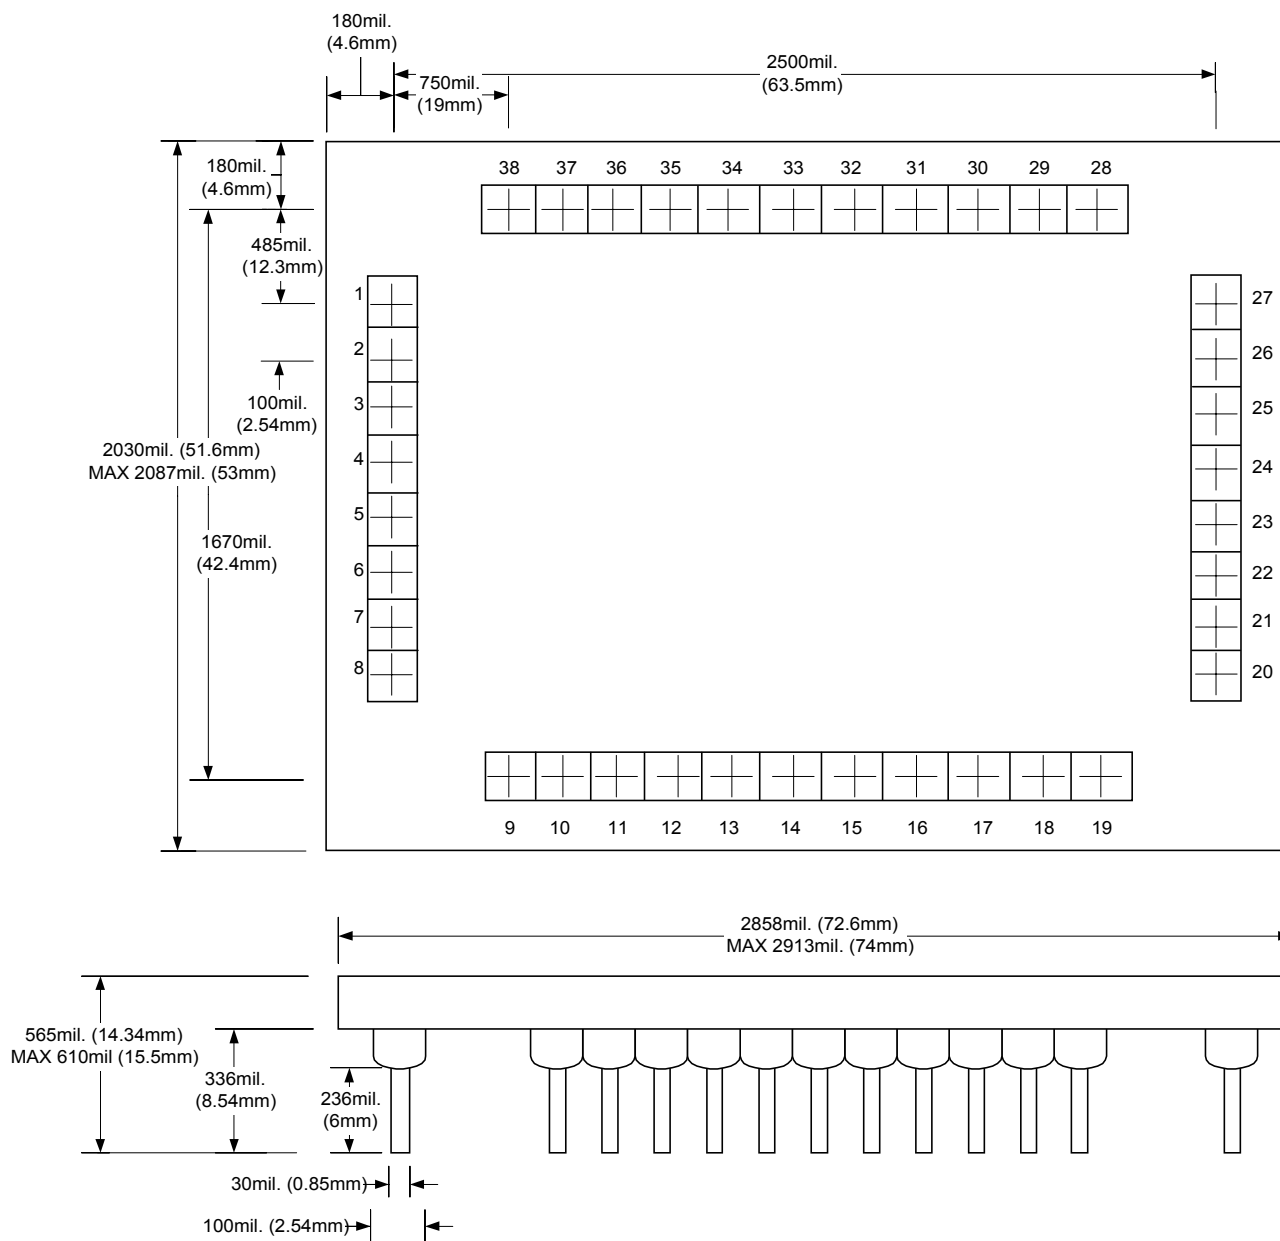 180mil.
(4.6mm)
2500mil.
(63.5mm)
750mil.
(19mm)
180mil.
(4.6mm)
38 37 36 35 34 33 32 31 30 29 28
485mil.
(12.3mm)
1
2
3
4
5
6
7
8
27
26
25
24
23
22
21
20
100mil.
(2.54mm)
2030mil. (51.6mm)
MAX 2087mil. (53mm)
1670mil.
(42.4mm)
9 10 11 12 13 14 15 16 17 18 19
2858mil. (72.6mm)
MAX 2913mil. (74mm)
565mil. (14.34mm)
MAX 610mil (15.5mm)
336mil.
(8.54mm)
236mil.
(6mm)
30mil. (0.85mm)
100mil. (2.54mm)